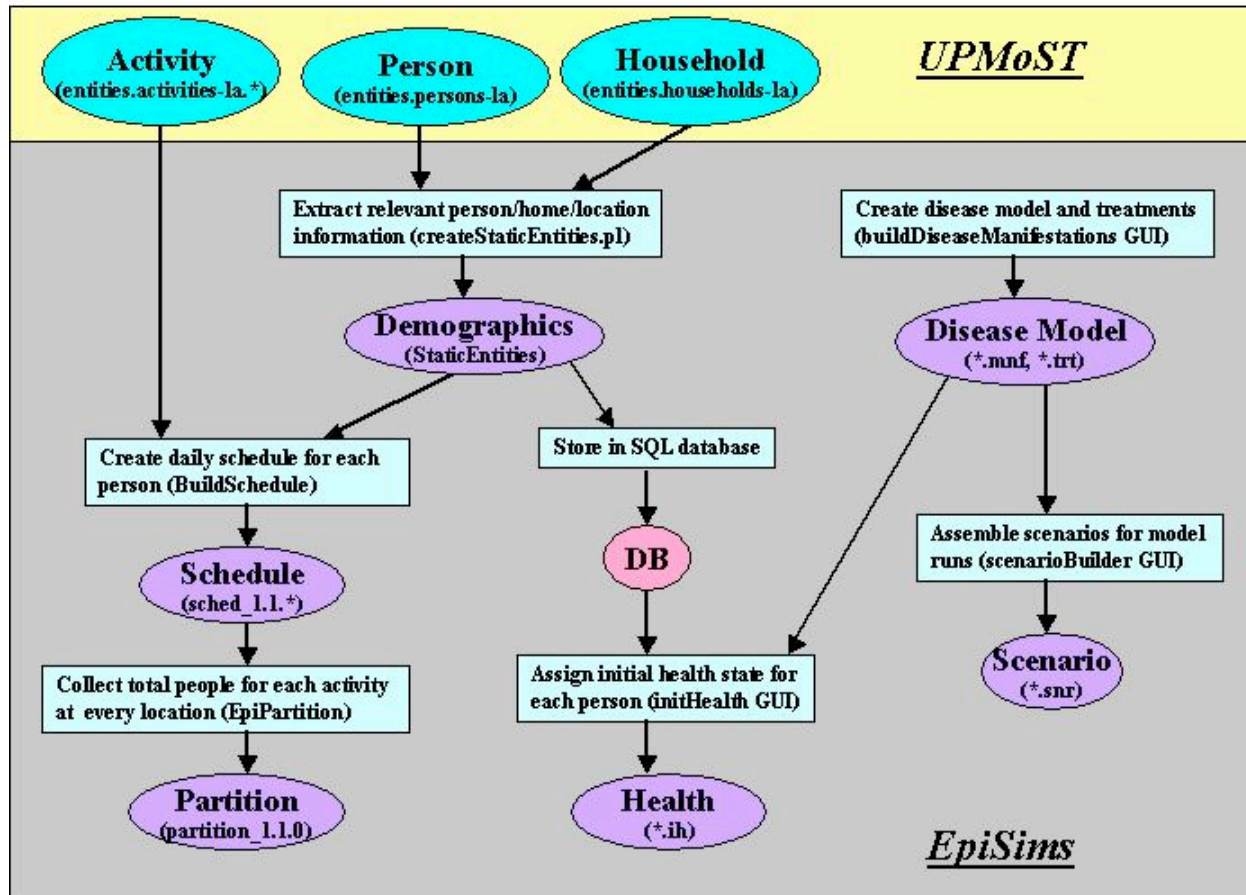 Activity
(entities.activities-la.*)
Person
(entities.persons-la)
Household
(entities.households-la)
UPMoST
Extract relevant person/home/location
information (createStaticEntities.pl)
Create disease model and treatments
(buildDiseaseManifestations GUI)
Demographics
(StaticEntities)
Disease Model
(*.mnf, *.trt)
Create daily schedule for each
person (BuildSchedule)
Store in SQL database
Schedule
(sched_1.1.*)
DB
Assemble scenarios for model
runs (scenarioBuilder GUI)
Collect total people for each activity
at every location (EpiPartition)
Assign initial health state for
each person (initHealth GUI)
Scenario
(*.snr)
Partition
(partition_1.1.0)
Health
(*.ih)
EpiSims